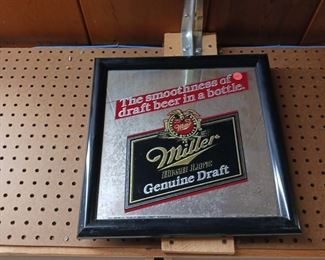 The smoothness of
draft beer in a bottle.
Miller
Genuine Draft